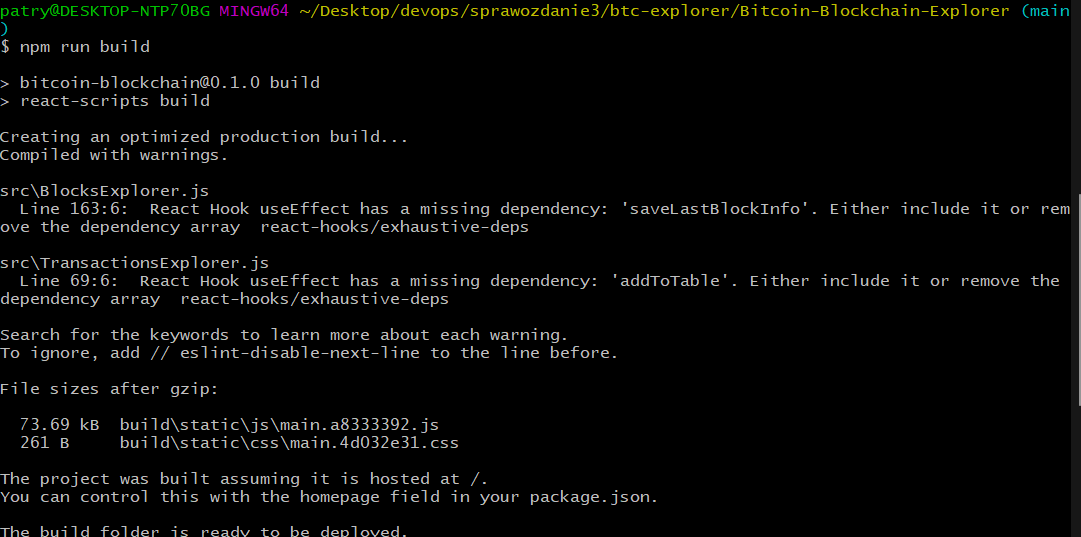 patry@DESKTOP-NTP70BG MINGW64 ~/Desktop/devops/sprawozdanie3/btc-explorer/Bitcoin-Blockchain-Explorer (main
)
$ npm run build
> bitcoin-blockchain@0.1.0 build
> react-scripts build
Creating an optimized production build...
Compiled with warnings.
src\BlocksExplorer.js
  Line 163:6:  React Hook useEffect has a missing dependency: 'saveLastBlockInfo'. Either include it or rem
ove the dependency array  react-hooks/exhaustive-deps
src\TransactionsExplorer.js
  Line 69:6:  React Hook useEffect has a missing dependency: 'addToTable'. Either include it or remove the
dependency array  react-hooks/exhaustive-deps
Search for the keywords to learn more about each warning.
To ignore, add // eslint-disable-next-line to the line before.
File sizes after gzip:
  73.69 kB  build\static\js\main.a8333392.js
  261 B     build\static\css\main.4d032e31.css
The project was built assuming it is hosted at /.
You can control this with the homepage field in your package.json.
The build folder is ready to be deployed.